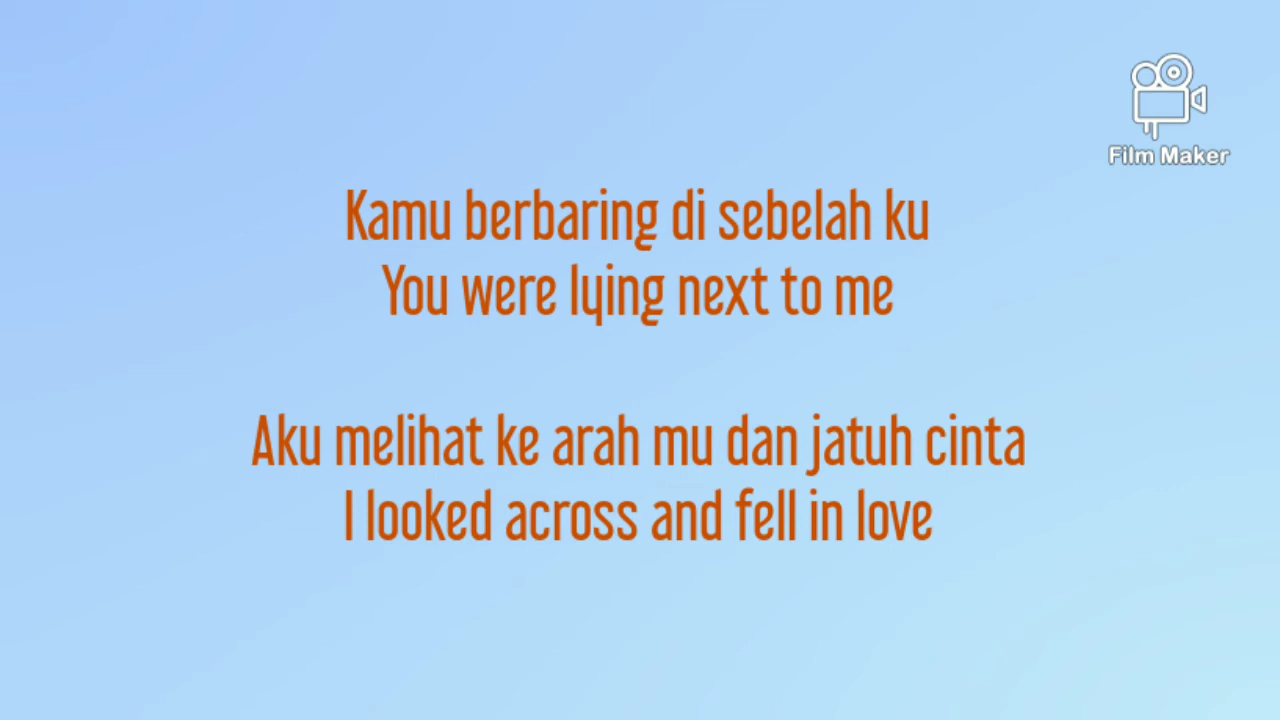 Film Maker
Kamu berbaring di sebelah ku
You were lying next to me
Aku melihat ke arah mu dan jatuh cinta
I looked across and fell in love